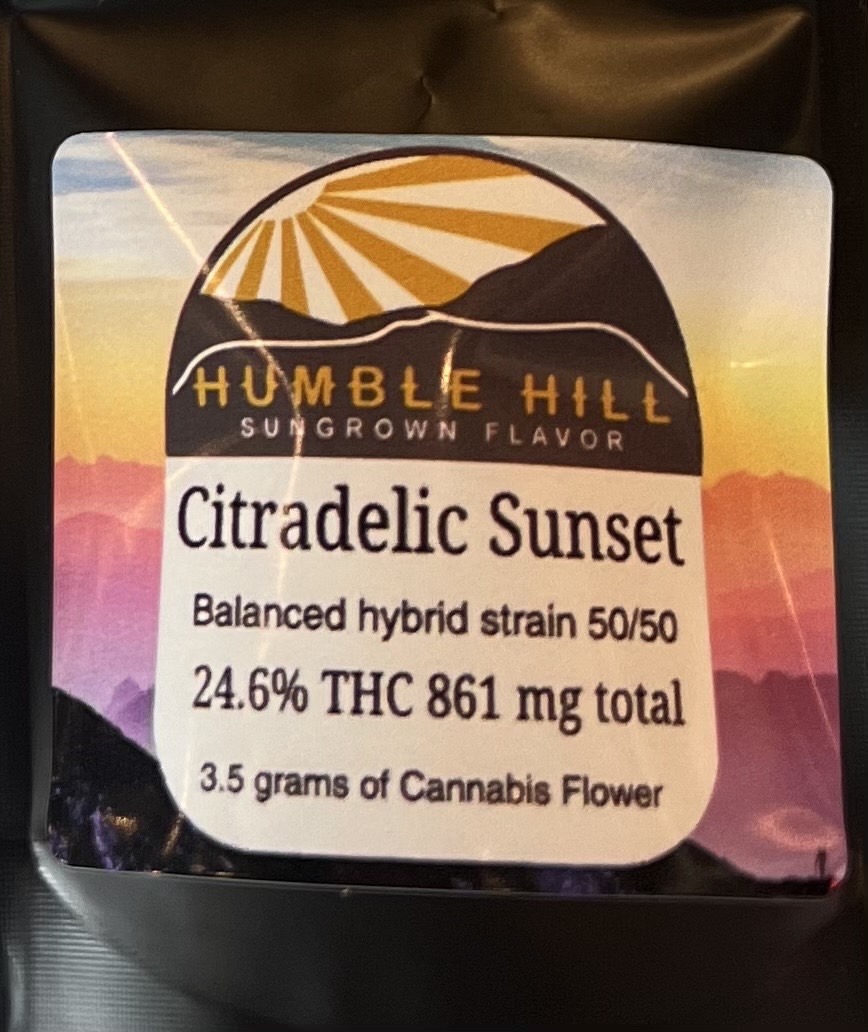 HUMBLE HILL
SUNGROWN FLAVOR
Citradelic Sunset
Balanced hybrid strain 50/50
24.6% THC 861 mg total
3.5 grams of Cannabis Flower